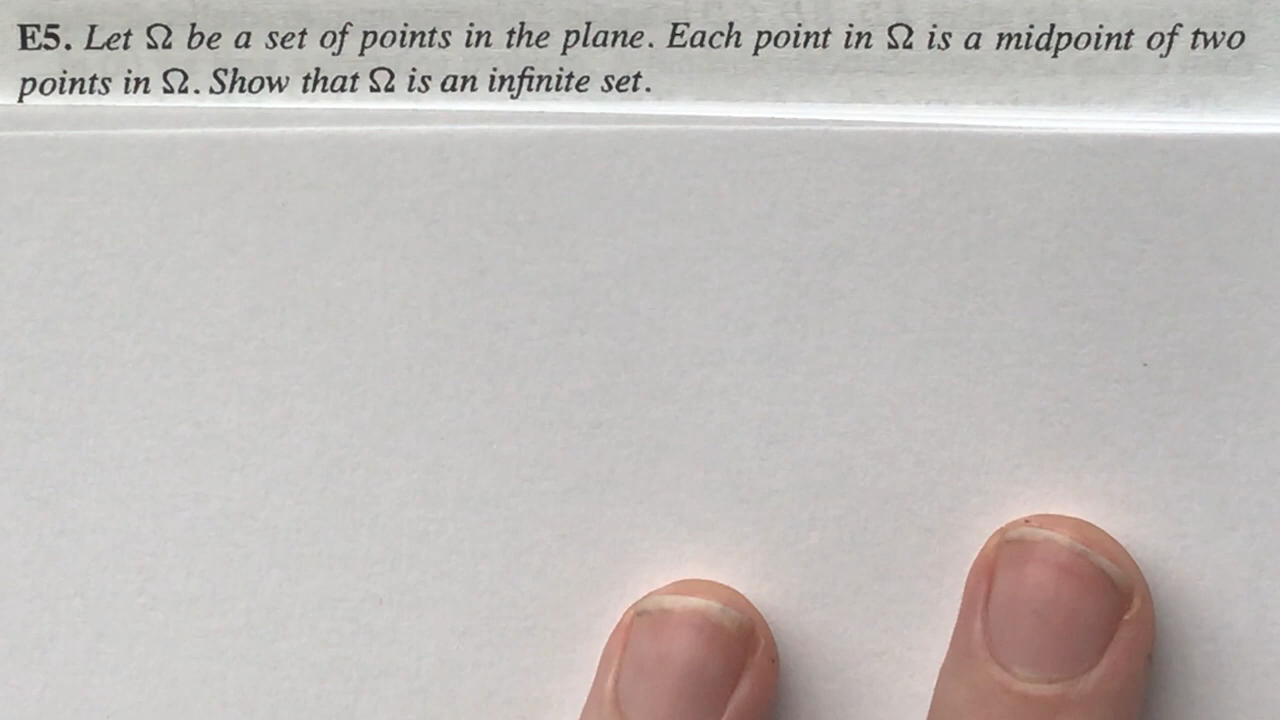 E5. Let Ω be a set of points in the plane. Each point in Ω is a midpoint of two
points in Ω. Show that Ω is an infinite set.